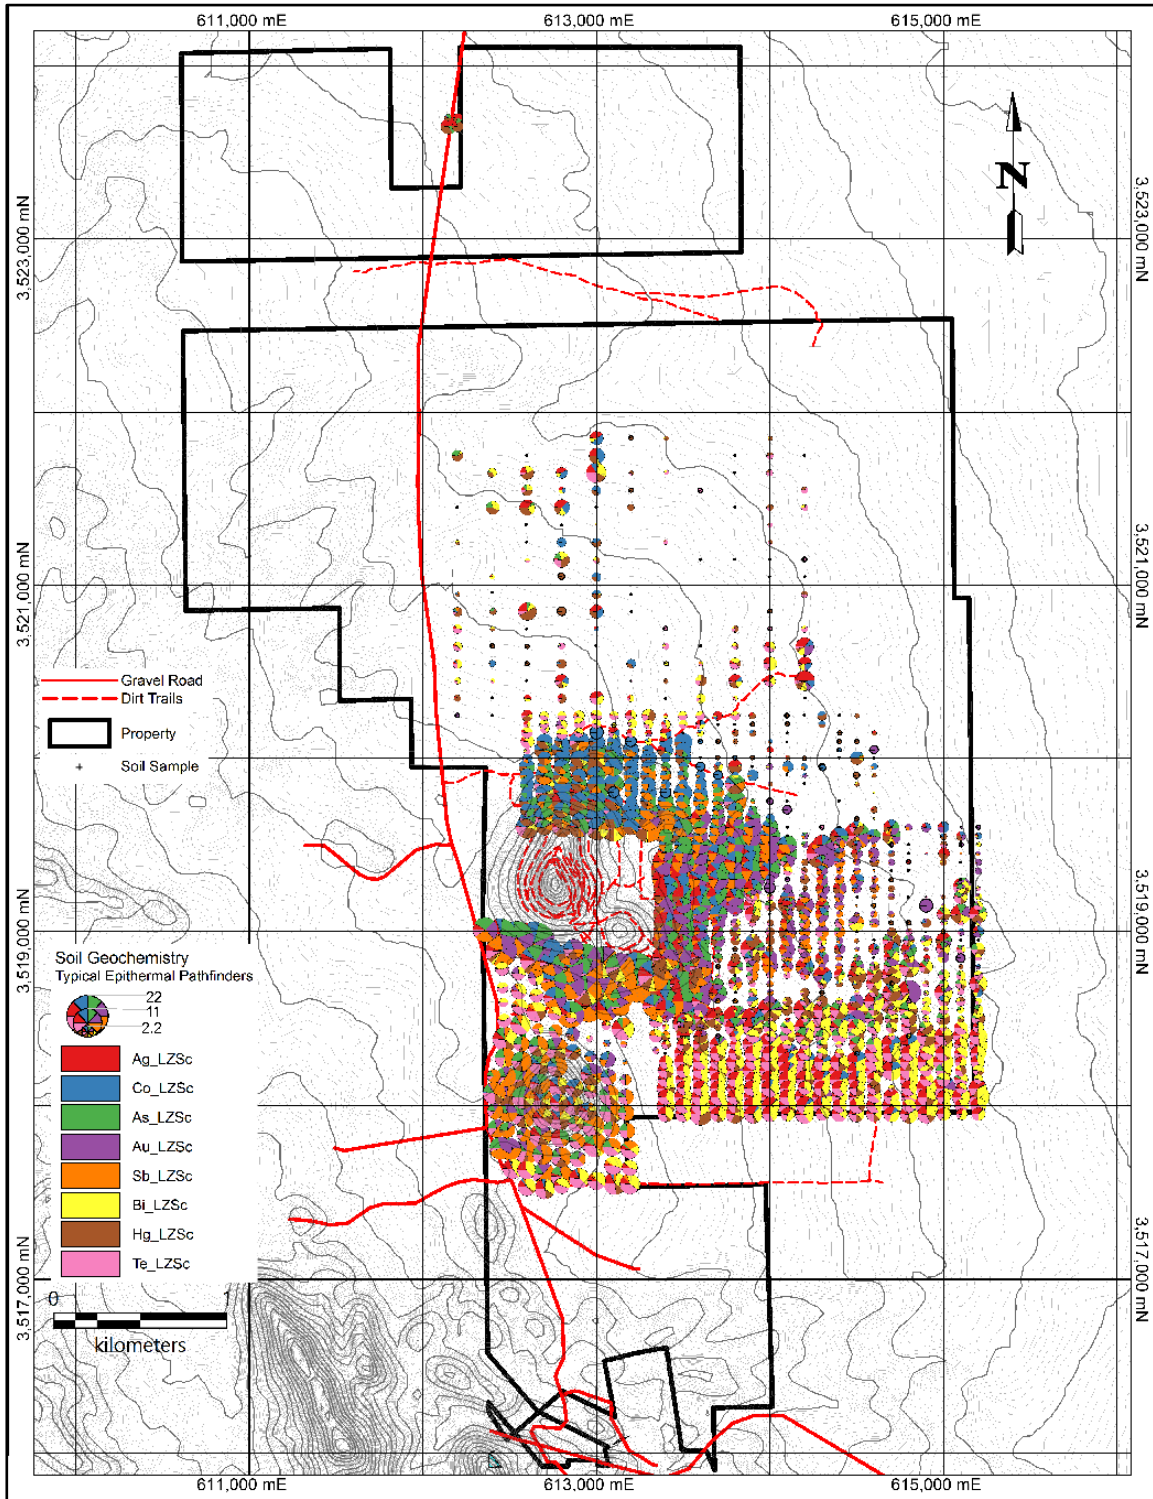 611,000 mE 613,000 mE 615,000 mE
N
3,523,000 mN 3,523,000 mN
3,521,000 mN 3,521,000 mN
Gravel Road
Dirt Trails
Property
Soil Sample
3,519,000 mN 3,519,000 mN
Soil Geochemistry
Typical Epithermal Pathfinders
22
11
2.2
Ag_LZSc
Co_LZSc
As_LZSc
Au_LZSc
Sb_LZSc
Bi_LZSc
Hg_LZSc
Te_LZSc
3,517,000 mN 3,517,000 mN
0 1
kilometers
611,000 mE 613,000 mE 615,000 mE